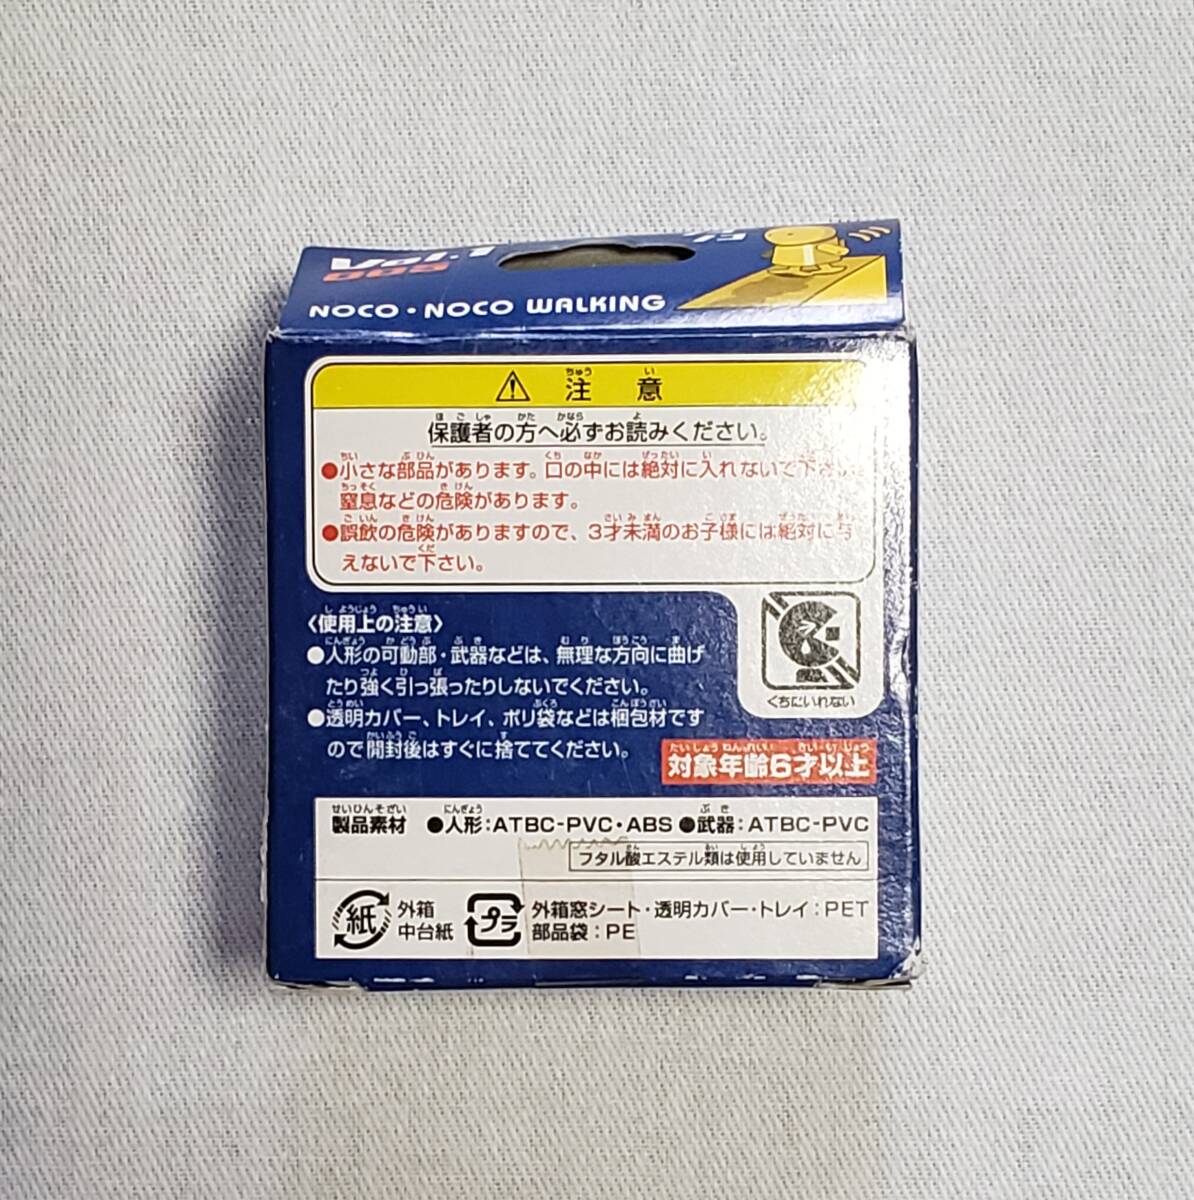 Vol.1
005
NOCO・NOCO WALKING
注意
保護者の方へ必ずお読みください。
●小さな部品があります。口の中には絶対に入れないで下さい。
窒息などの危険があります。
●誤飲の危険がありますので、3才未満のお子様には絶対に与
えないで下さい。
〈使用上の注意〉
●人形の可動部・武器などは、無理な方向に曲げ
たり強く引っ張ったりしないでください。
●透明カバー、トレイ、ポリ袋などは梱包材です
ので開封後はすぐに捨ててください。
くちにいれない
対象年齢6才以上
製品素材 ●人形:ATBC-PVC・ABS ●武器:ATBC-PVC
フタル酸エステル類は使用していません
紙 外箱
中台紙
プラ 外箱窓シート・透明カバー・トレイ:PET
部品袋:PE